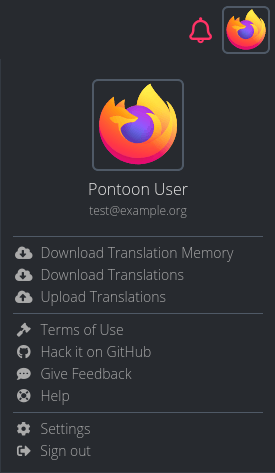 Pontoon User
test@example.org
Download Translation Memory
Download Translations
Upload Translations
Terms of Use
Hack it on GitHub
Give Feedback
Help
Settings
Sign out